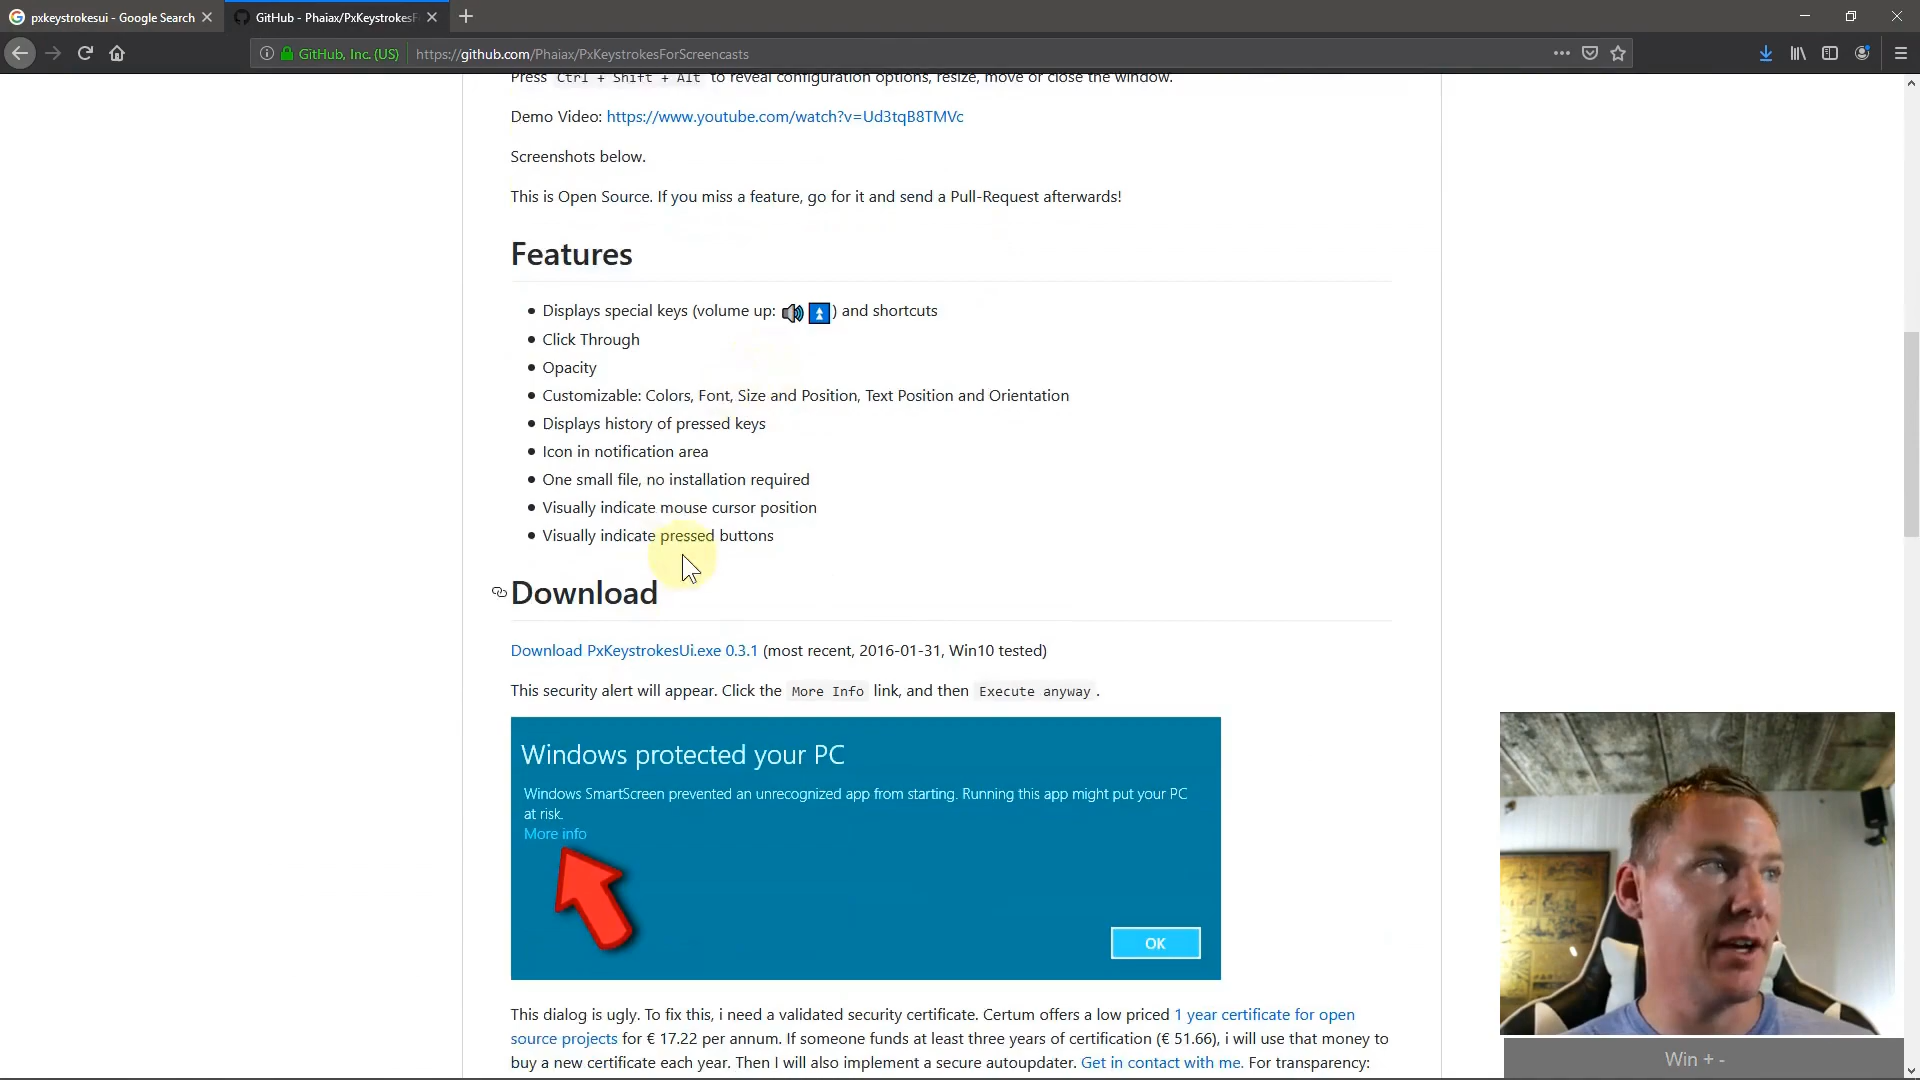 pxkeystrokesui - Google Search
GitHub - Phaiax/PxKeystrokesF
GitHub, Inc. (US)
https://github.com/Phaiax/PxKeystrokesForScreencasts
Press Ctrl + Shift + Alt to reveal configuration options, resize, move or close the window.
Demo Video: https://www.youtube.com/watch?v=Ud3tqB8TMVc
Screenshots below.
This is Open Source. If you miss a feature, go for it and send a Pull-Request afterwards!
Features
Displays special keys (volume up: ) and shortcuts
Click Through
Opacity
Customizable: Colors, Font, Size and Position, Text Position and Orientation
Displays history of pressed keys
Icon in notification area
One small file, no installation required
Visually indicate mouse cursor position
Visually indicate pressed buttons
Download
Download PxKeystrokesUi.exe 0.3.1 (most recent, 2016-01-31, Win10 tested)
This security alert will appear. Click the More Info link, and then Execute anyway .
Windows protected your PC
Windows SmartScreen prevented an unrecognized app from starting. Running this app might put your PC
at risk.
More info
OK
This dialog is ugly. To fix this, i need a validated security certificate. Certum offers a low priced 1 year certificate for open
source projects for € 17.22 per annum. If someone funds at least three years of certification (€ 51.66), i will use that money to
buy a new certificate each year. Then I will also implement a secure autoupdater. Get in contact with me. For transparency:
Win + -